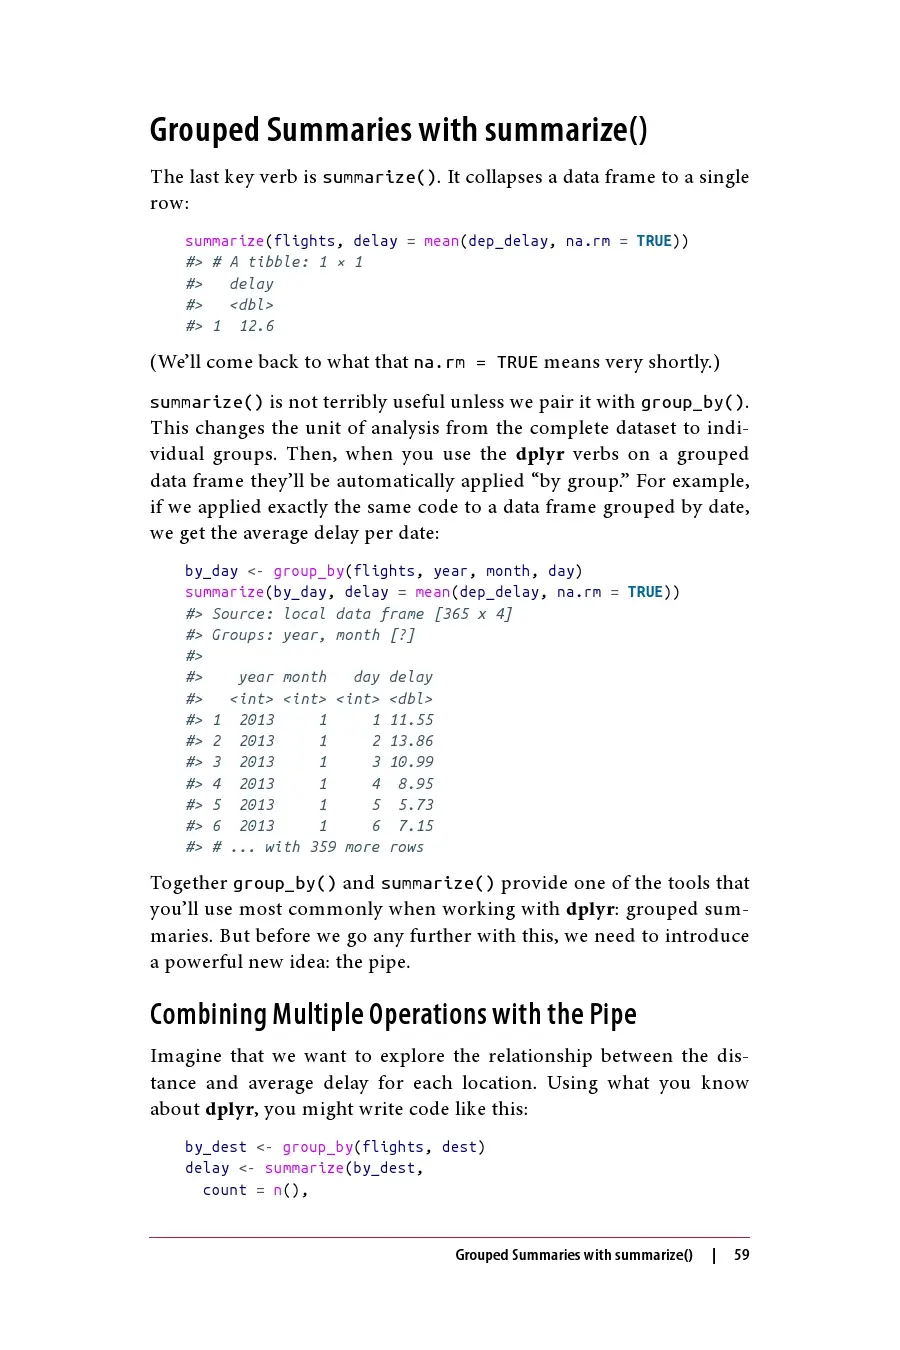 Grouped Summaries with summarize()
The last key verb is summarize(). It collapses a data frame to a single
row:
summarize(flights, delay = mean(dep_delay, na.rm = TRUE))
#> # A tibble: 1 × 1
#>   delay
#>   <dbl>
#> 1  12.6
(We’ll come back to what that na.rm = TRUE means very shortly.)
summarize() is not terribly useful unless we pair it with group_by().
This changes the unit of analysis from the complete dataset to indi-
vidual groups. Then, when you use the dplyr verbs on a grouped
data frame they’ll be automatically applied “by group.” For example,
if we applied exactly the same code to a data frame grouped by date,
we get the average delay per date:
by_day <- group_by(flights, year, month, day)
summarize(by_day, delay = mean(dep_delay, na.rm = TRUE))
#> Source: local data frame [365 x 4]
#> Groups: year, month [?]
#>
#>    year month   day delay
#>   <int> <int> <int> <dbl>
#> 1  2013     1     1 11.55
#> 2  2013     1     2 13.86
#> 3  2013     1     3 10.99
#> 4  2013     1     4  8.95
#> 5  2013     1     5  5.73
#> 6  2013     1     6  7.15
#> # ... with 359 more rows
Together group_by() and summarize() provide one of the tools that
you’ll use most commonly when working with dplyr: grouped sum-
maries. But before we go any further with this, we need to introduce
a powerful new idea: the pipe.
Combining Multiple Operations with the Pipe
Imagine that we want to explore the relationship between the dis-
tance and average delay for each location. Using what you know
about dplyr, you might write code like this:
by_dest <- group_by(flights, dest)
delay <- summarize(by_dest,
  count = n(),
Grouped Summaries with summarize() | 59